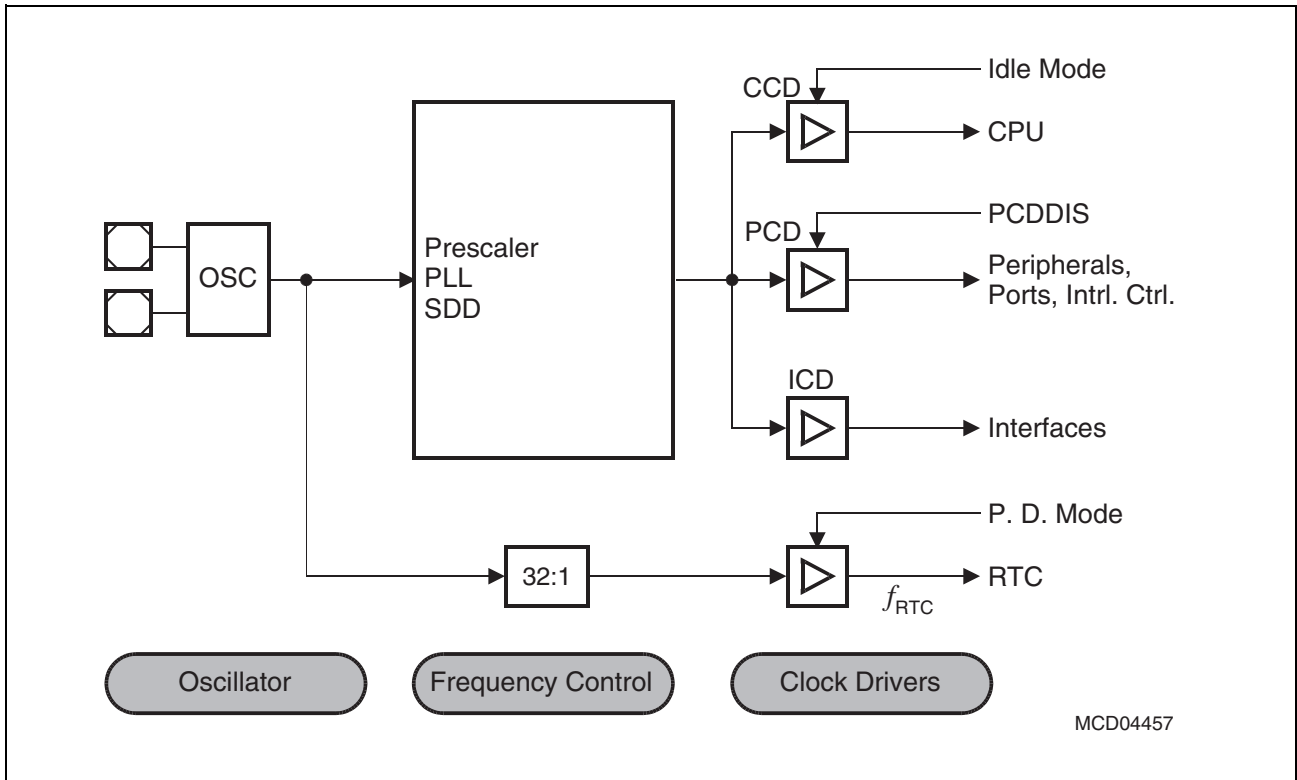 Idle Mode
CCD
CPU
PCDDIS
PCD
OSC
Prescaler
PLL
SDD
Peripherals,
Ports, Intrl. Ctrl.
ICD
Interfaces
P. D. Mode
32:1
RTC
fRTC
Oscillator
Frequency Control
Clock Drivers
MCD04457